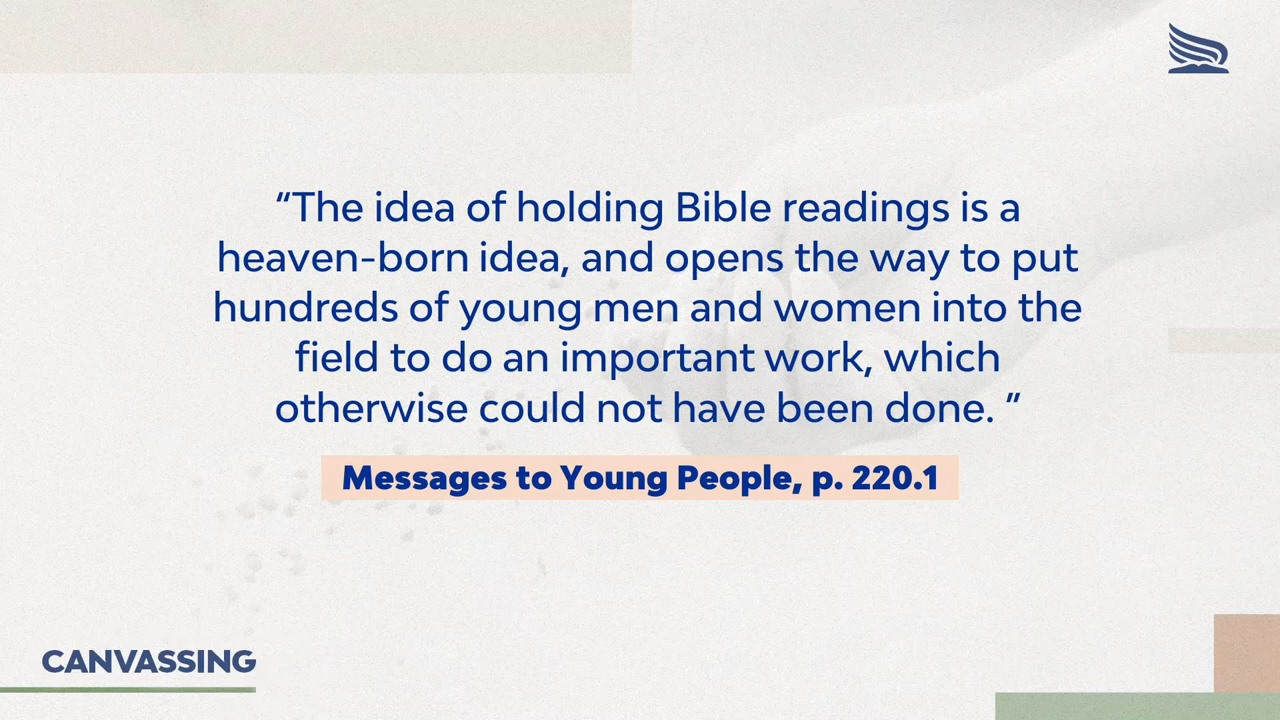 “The idea of holding Bible readings is a
heaven-born idea, and opens the way to put
hundreds of young men and women into the
field to do an important work, which
otherwise could not have been done. ”
Messages to Young People, p. 220.1
CANVASSING